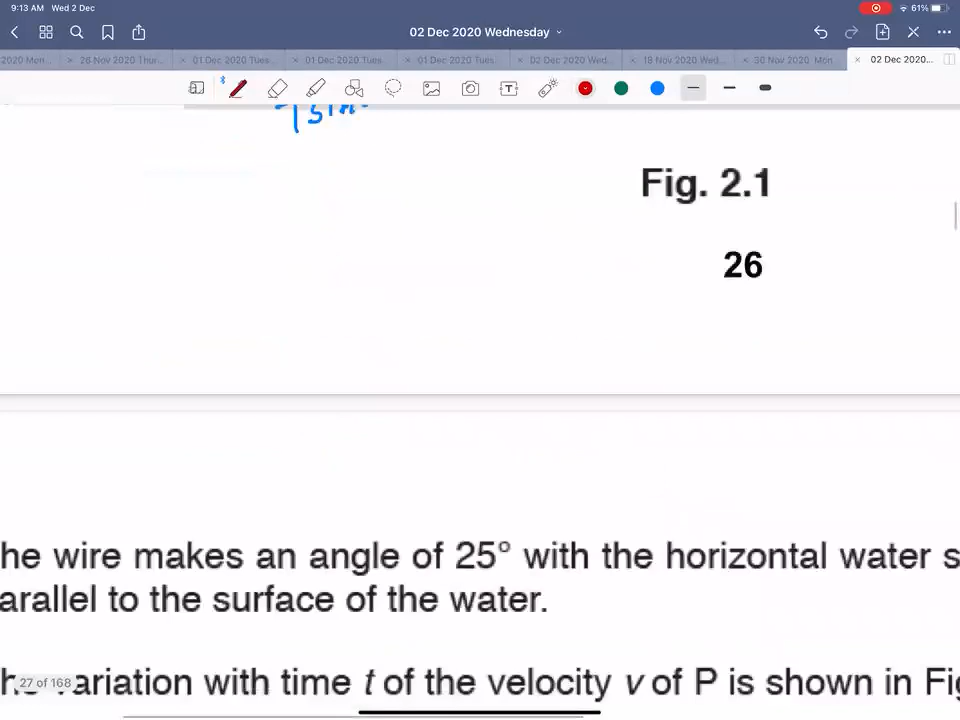 9:13 AM Wed 2 Dec
61%
02 Dec 2020 Wednesday
2020 Mon...
26 Nov 2020 Thur...
01 Dec 2020 Tues...
01 Dec 2020 Tues
01 Dec 2020 Tues...
02 Dec 2020 Wed...
18 Nov 2020 Wed...
30 Nov 2020 Mon
02 Dec 2020...
Fig. 2.1
26
he wire makes an angle of 25° with the horizontal water s
arallel to the surface of the water.
variation with time t of the velocity v of P is shown in Fig
27 of 168